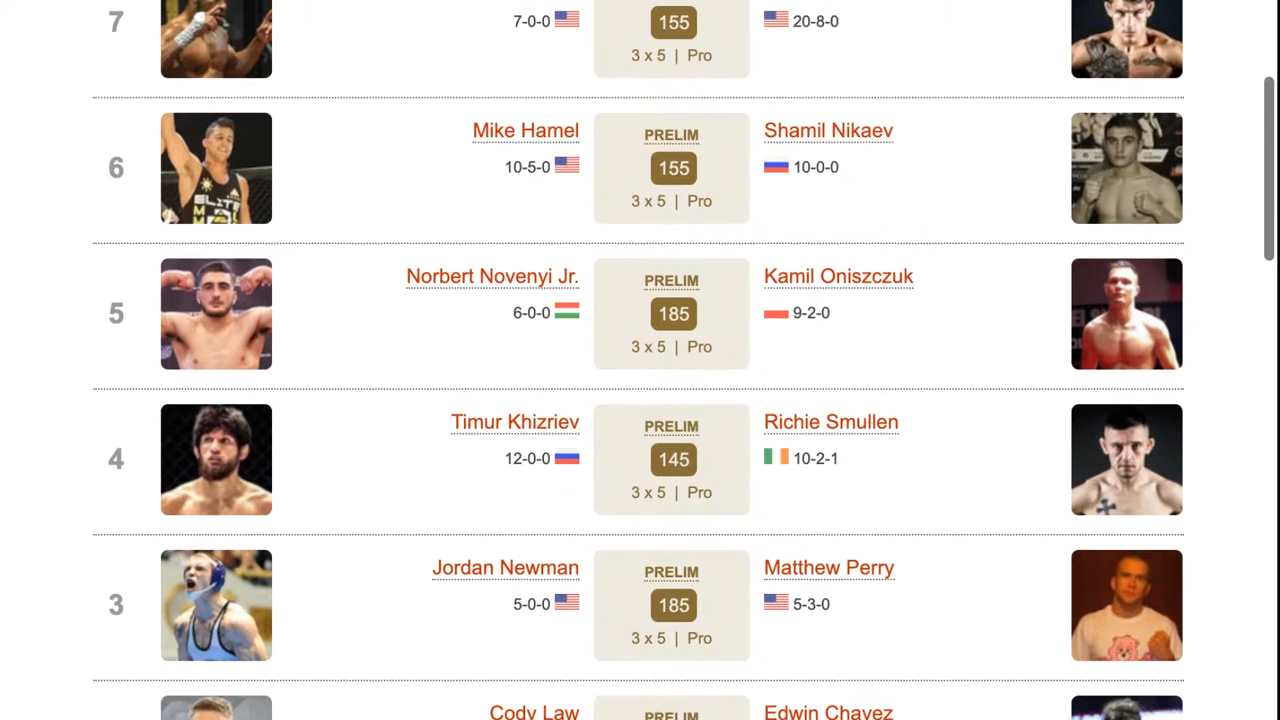 7
7-0-0
155
20-8-0
3 x 5 | Pro
6
Mike Hamel
PRELIM
Shamil Nikaev
10-5-0
155
10-0-0
3 x 5 | Pro
ELITE
5
Norbert Novenyi Jr.
PRELIM
Kamil Oniszczuk
6-0-0
185
9-2-0
3 x 5 | Pro
4
Timur Khizriev
PRELIM
Richie Smullen
12-0-0
145
10-2-1
3 x 5 | Pro
3
Jordan Newman
PRELIM
Matthew Perry
5-0-0
185
5-3-0
3 x 5 | Pro
Cody Law
PRELIM
Edwin Chavez